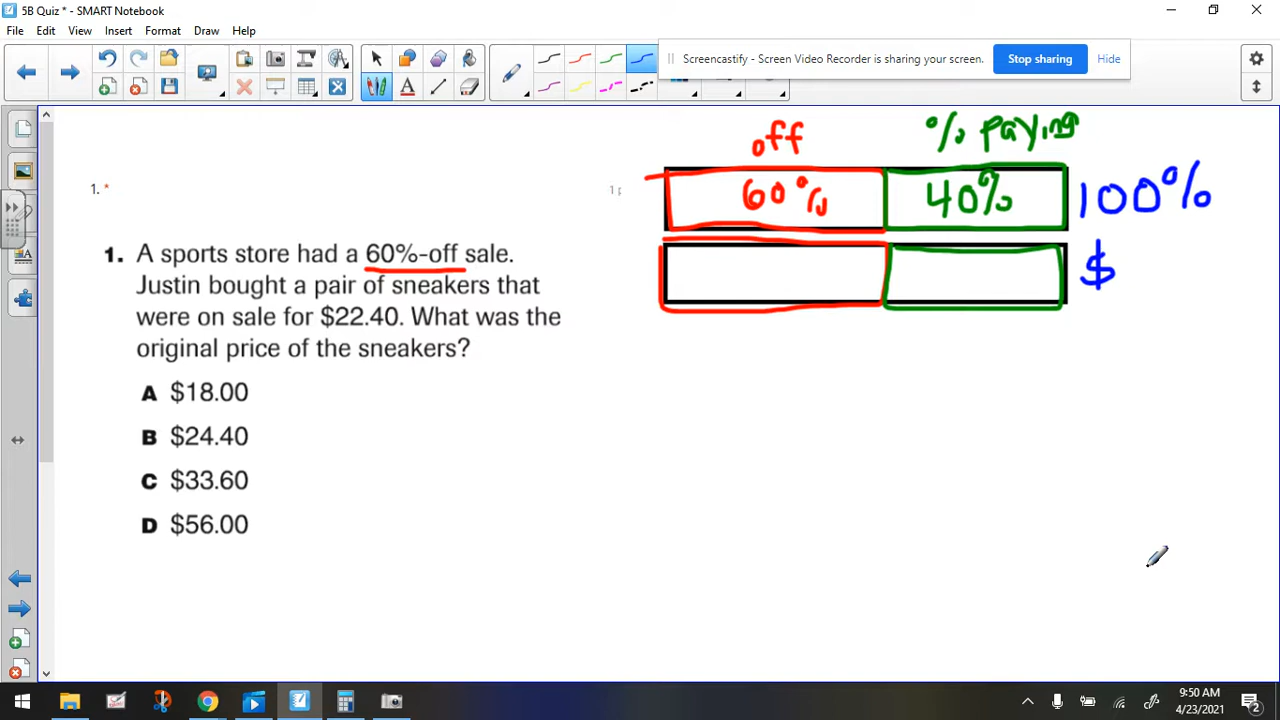 5B Quiz * - SMART Notebook
File Edit View Insert Format Draw Help
Screencastify - Screen Video Recorder is sharing your screen. Stop sharing Hide
off % paying
60% 40% 100%
$
1. *
1 p
1. A sports store had a 60%-off sale.
Justin bought a pair of sneakers that
were on sale for $22.40. What was the
original price of the sneakers?
A $18.00
B $24.40
C $33.60
D $56.00
9:50 AM
4/23/2021
2